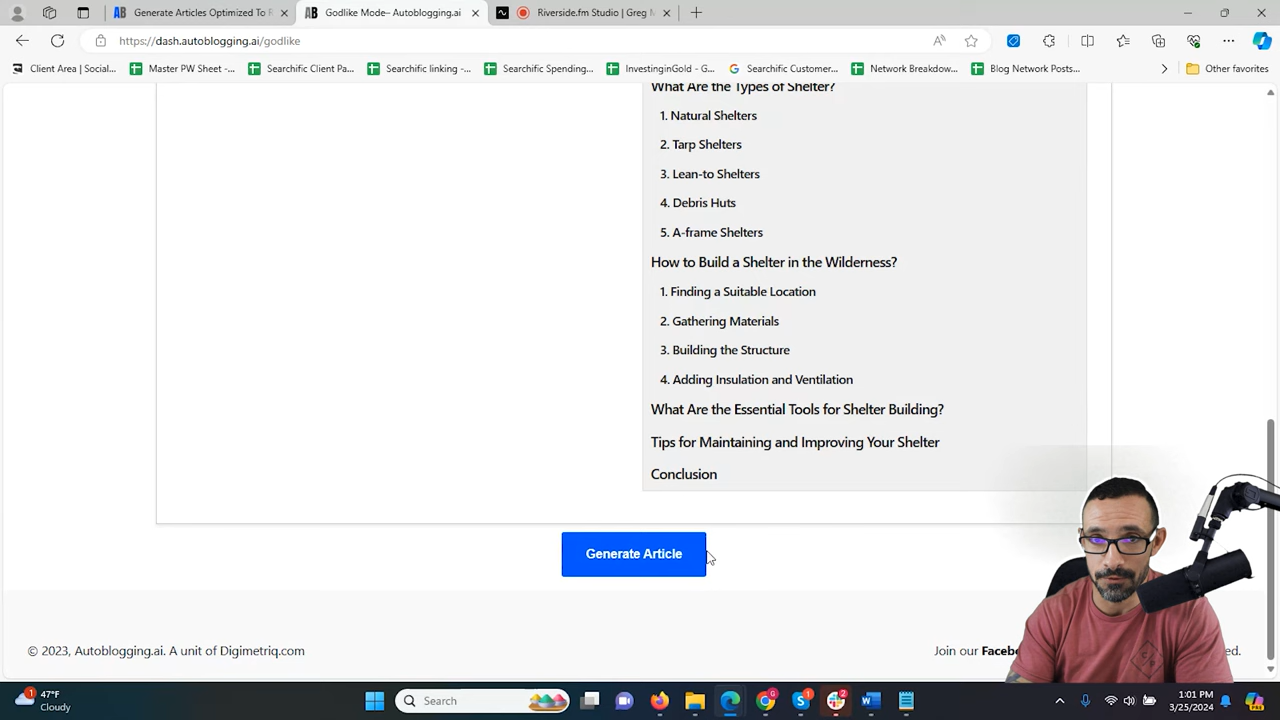 Generate Articles Optimized To R
Godlike Mode– Autoblogging.ai
Riverside.fm Studio | Greg
https://dash.autoblogging.ai/godlike
Client Area | Social...
Master PW Sheet -...
Searchific Client Pa...
Searchific linking -...
Searchific Spending...
InvestinginGold - G...
Searchific Customer...
Network Breakdow...
Blog Network Posts...
Other favorites
What Are the Types of Shelter?
1. Natural Shelters
2. Tarp Shelters
3. Lean-to Shelters
4. Debris Huts
5. A-frame Shelters
How to Build a Shelter in the Wilderness?
1. Finding a Suitable Location
2. Gathering Materials
3. Building the Structure
4. Adding Insulation and Ventilation
What Are the Essential Tools for Shelter Building?
Tips for Maintaining and Improving Your Shelter
Conclusion
Generate Article
© 2023, Autoblogging.ai. A unit of Digimetriq.com
Join our
47°F
Cloudy
Search
1:01 PM
3/25/2024